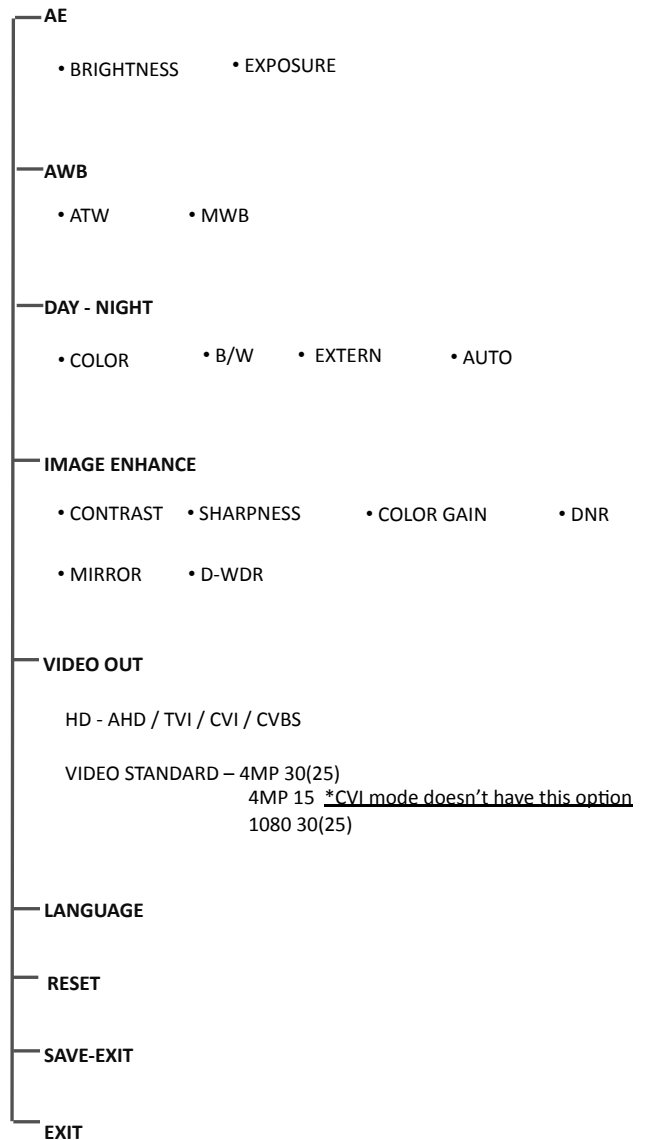 AE
• BRIGHTNESS • EXPOSURE
AWB
• ATW • MWB
DAY - NIGHT
• COLOR • B/W • EXTERN • AUTO
IMAGE ENHANCE
• CONTRAST • SHARPNESS • COLOR GAIN • DNR
• MIRROR • D-WDR
VIDEO OUT
HD - AHD / TVI / CVI / CVBS
VIDEO STANDARD – 4MP 30(25)
4MP 15 *CVI mode doesn’t have this option
1080 30(25)
LANGUAGE
RESET
SAVE-EXIT
EXIT